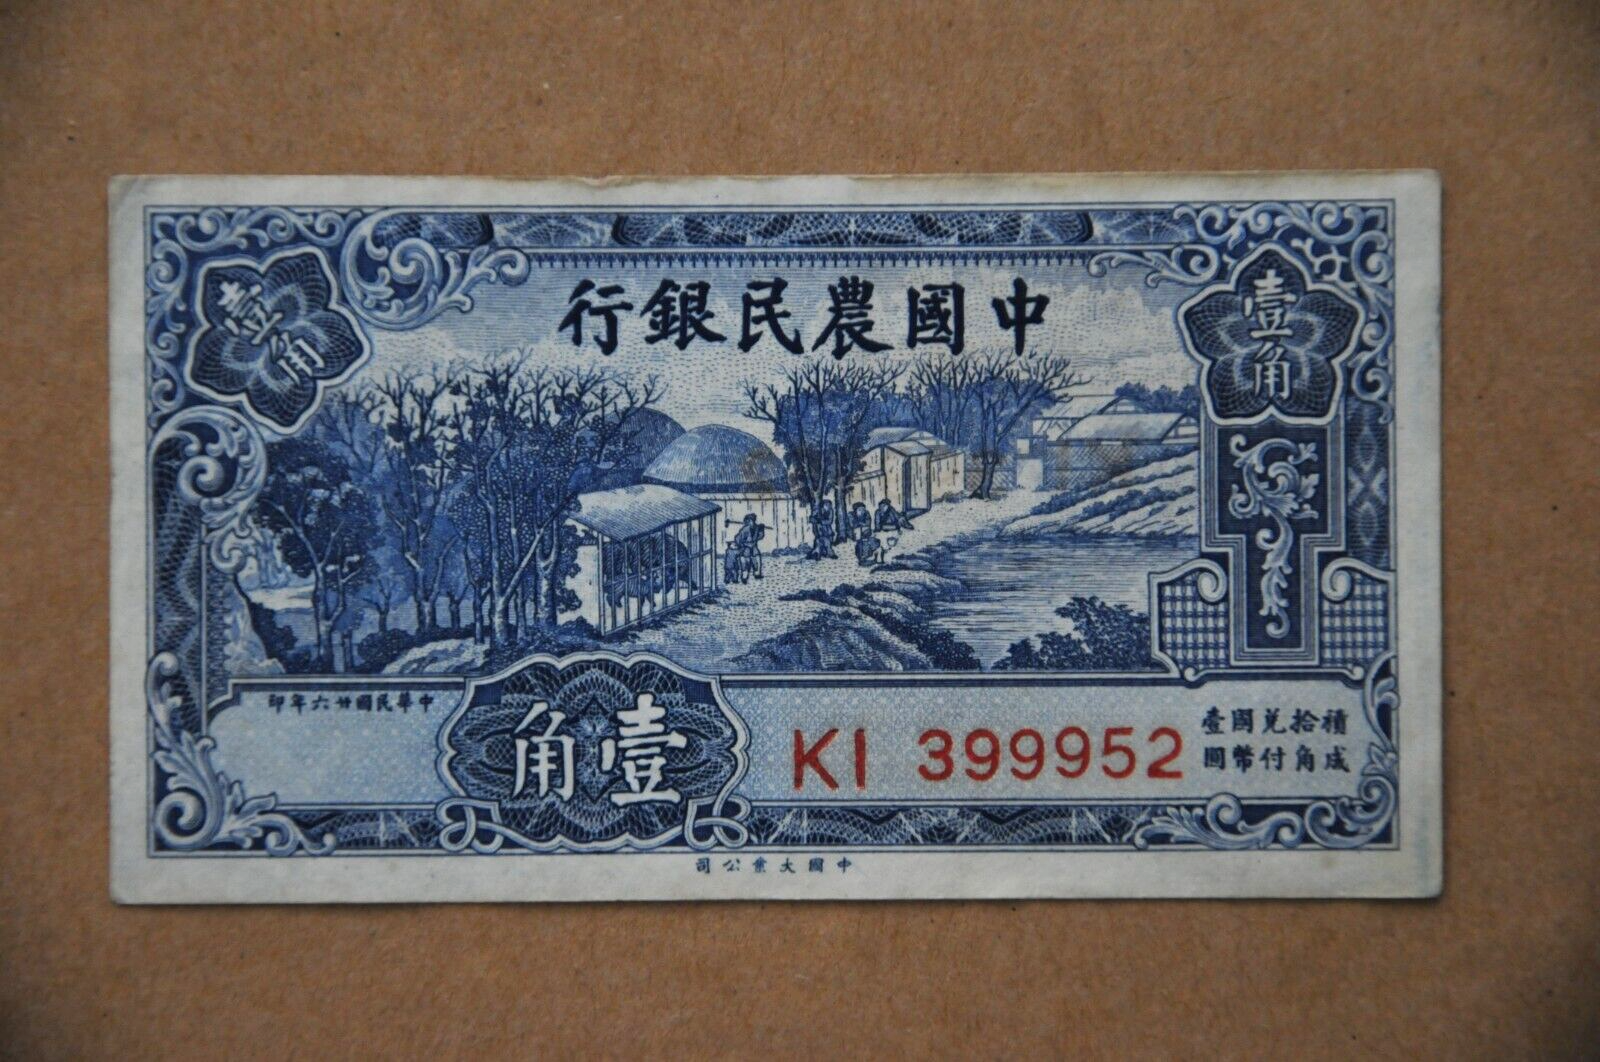 中國農民銀行
壹角
壹角
中華民國廿六年印
壹角
KI 399952
積成
拾角
兌付
國幣
壹圓
中國大業公司